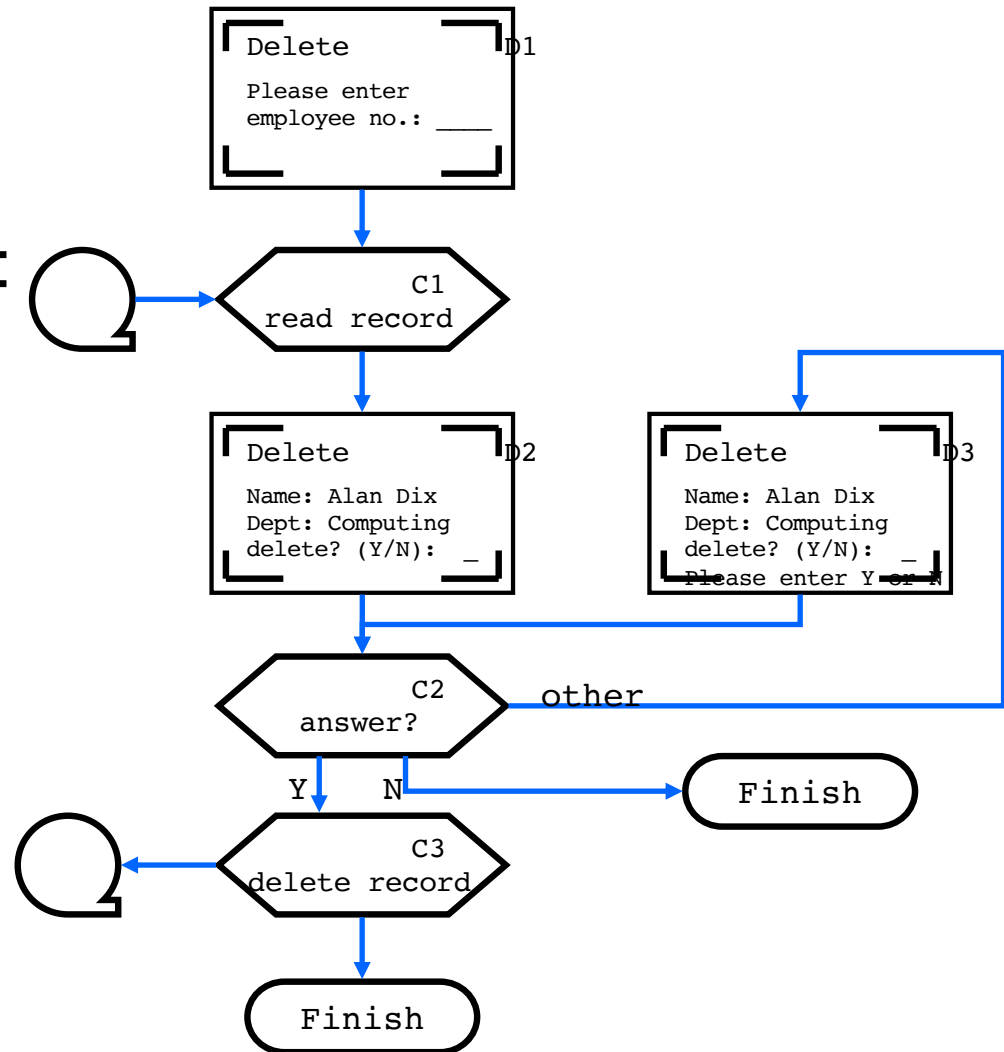 Delete D1
Please enter
employee no.: ____
C1
read record
Delete D2
Name: Alan Dix
Dept: Computing
delete? (Y/N): _
Delete D3
Name: Alan Dix
Dept: Computing
delete? (Y/N): _
Please enter Y or N
C2
answer?
other
Y
N
Finish
C3
delete record
Finish